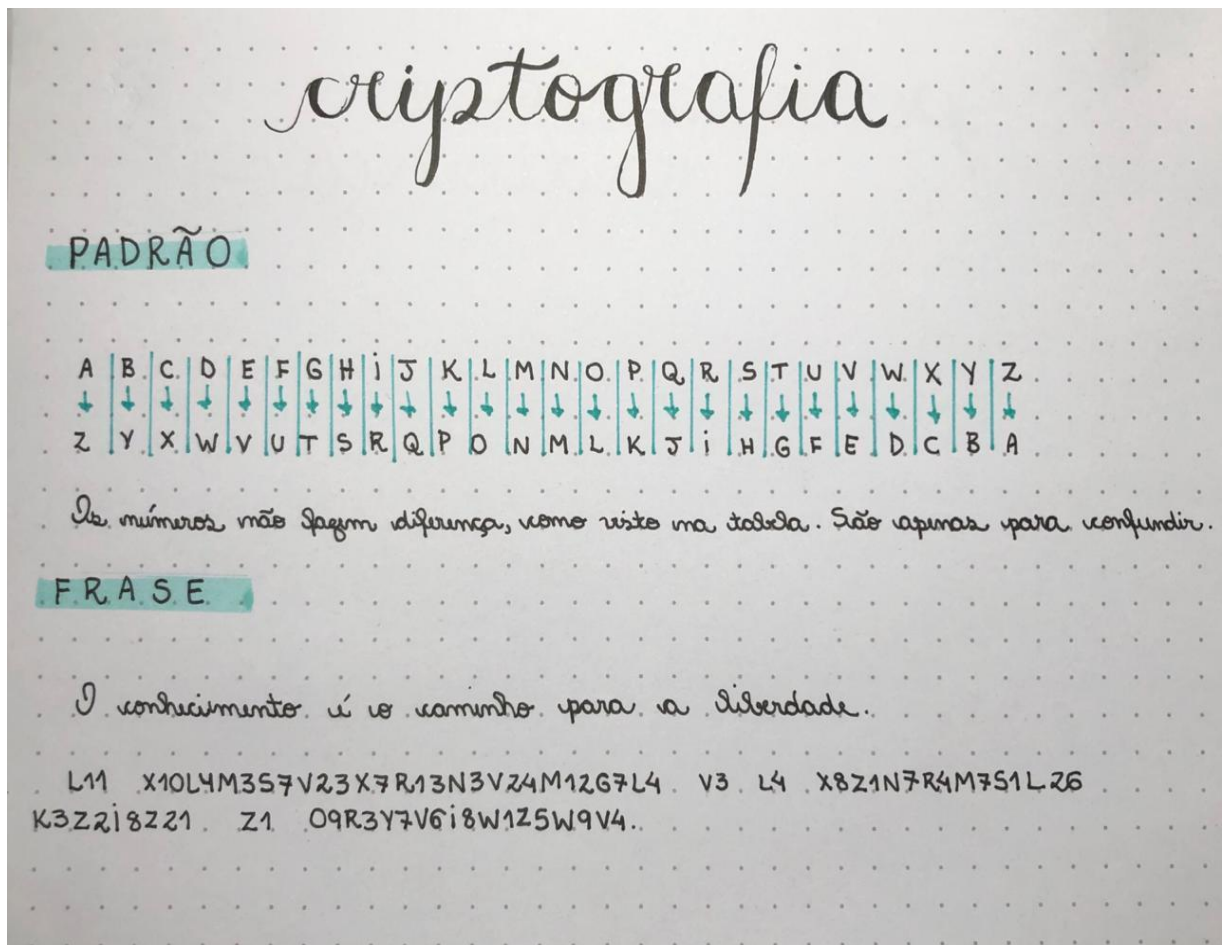 criptografia
PADRÃO
A B C D E F G H I J K L M N O P Q R S T U V W X Y Z
Z Y X W V U T S R Q P O N M L K J I H G F E D C B A
Os números não fazem diferença, como visto na tabela. São apenas para confundir.
FRASE
O conhecimento é o caminho para a liberdade.
L11 X10L4M3S7V23X7R13N3V24M12G7L4 V3 L4 X8Z1N7R4M7S1L26
K3Z2i8Z21 Z1 O9R3Y7V6i8W1Z5W9V4.